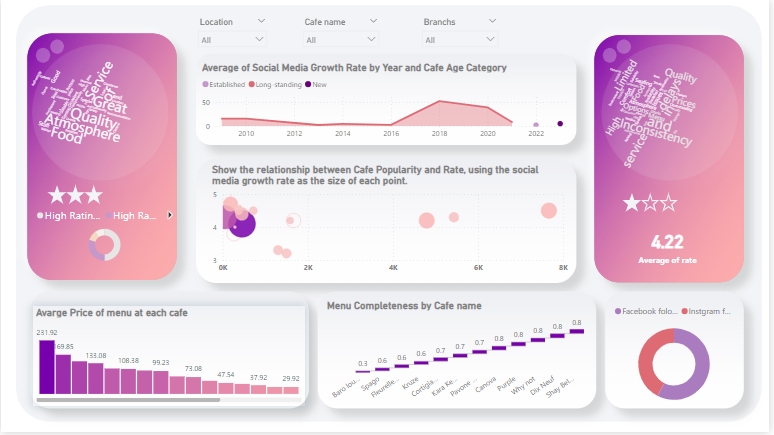 Location
Cafe name
Branchs
All
All
All
Service
Good
Great
Quality
Atmosphere
Food
High Ratin...
High Ra...
Average of Social Media Growth Rate by Year and Cafe Age Category
Established Long-standing New
50
0
2010 2012 2014 2016 2018 2020 2022
Show the relationship between Cafe Popularity and Rate, using the social
media growth rate as the size of each point.
5
4
3
0K 2K 4K 6K 8K
Limited
Quality
Prices
Options
High
and
inconsistency
services
4.22
Average of rate
Avarge Price of menu at each cafe
231.92
169.85
133.08
108.38
99.23
73.08
47.54
37.92
29.92
Menu Completeness by Cafe name
0.3 0.6 0.6 0.6 0.7 0.7 0.7 0.8 0.8 0.8 0.8 0.8
Baro lou... Spago Fleurelle... Kruze Cortigia... Kara Ke... Pavone ... Canova Purple Why not Dix Neuf Shay Bel...
Facebook folo... Instgram f...